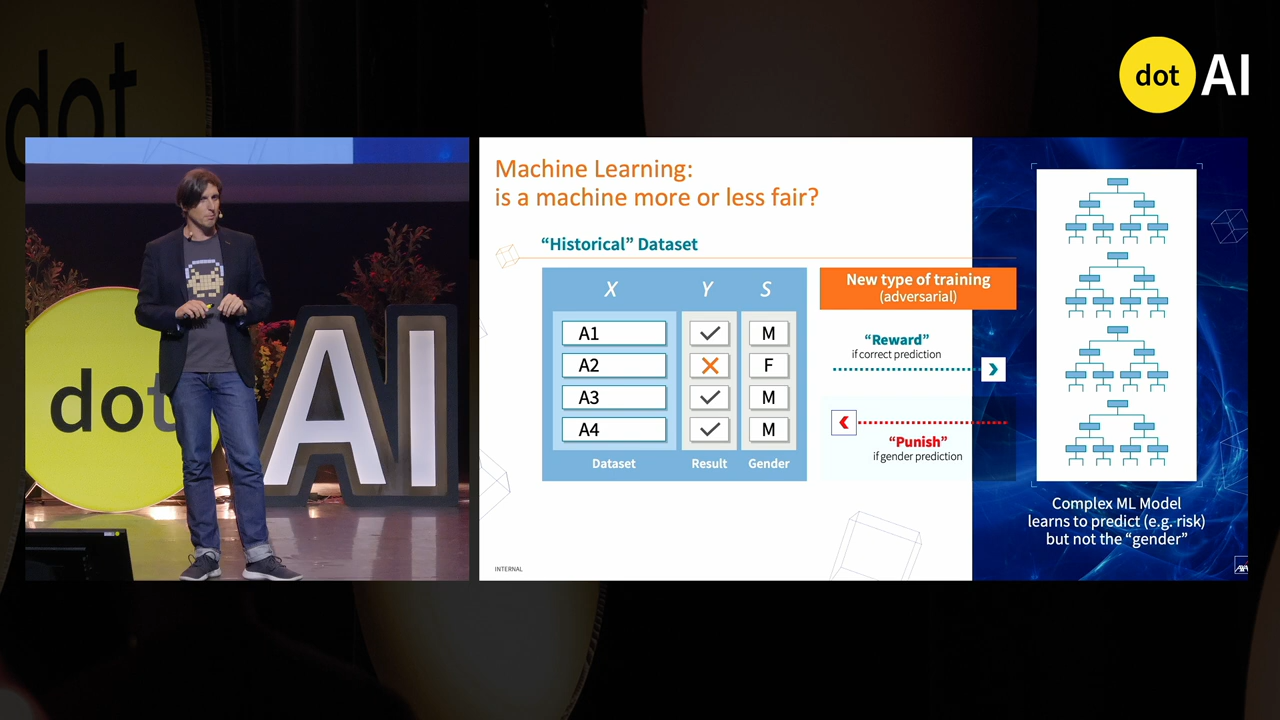 dot
dot AI
dot AI
Machine Learning:
is a machine more or less fair?
“Historical” Dataset
X Y S
A1 M
A2 F
A3 M
A4 M
Dataset Result Gender
New type of training
(adversarial)
“Reward”
if correct prediction
“Punish”
if gender prediction
Complex ML Model
learns to predict (e.g. risk)
but not the “gender”
INTERNAL
AXA